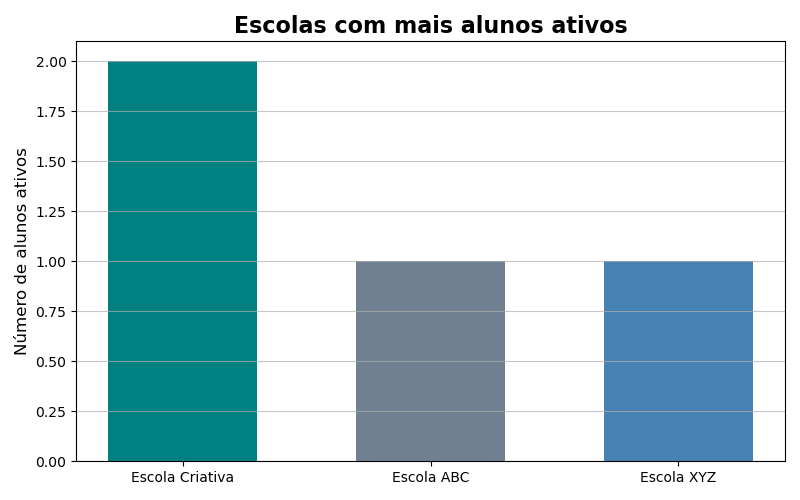 Escolas com mais alunos ativos
Número de alunos ativos
2.00
1.75
1.50
1.25
1.00
0.75
0.50
0.25
0.00
Escola Criativa
Escola ABC
Escola XYZ